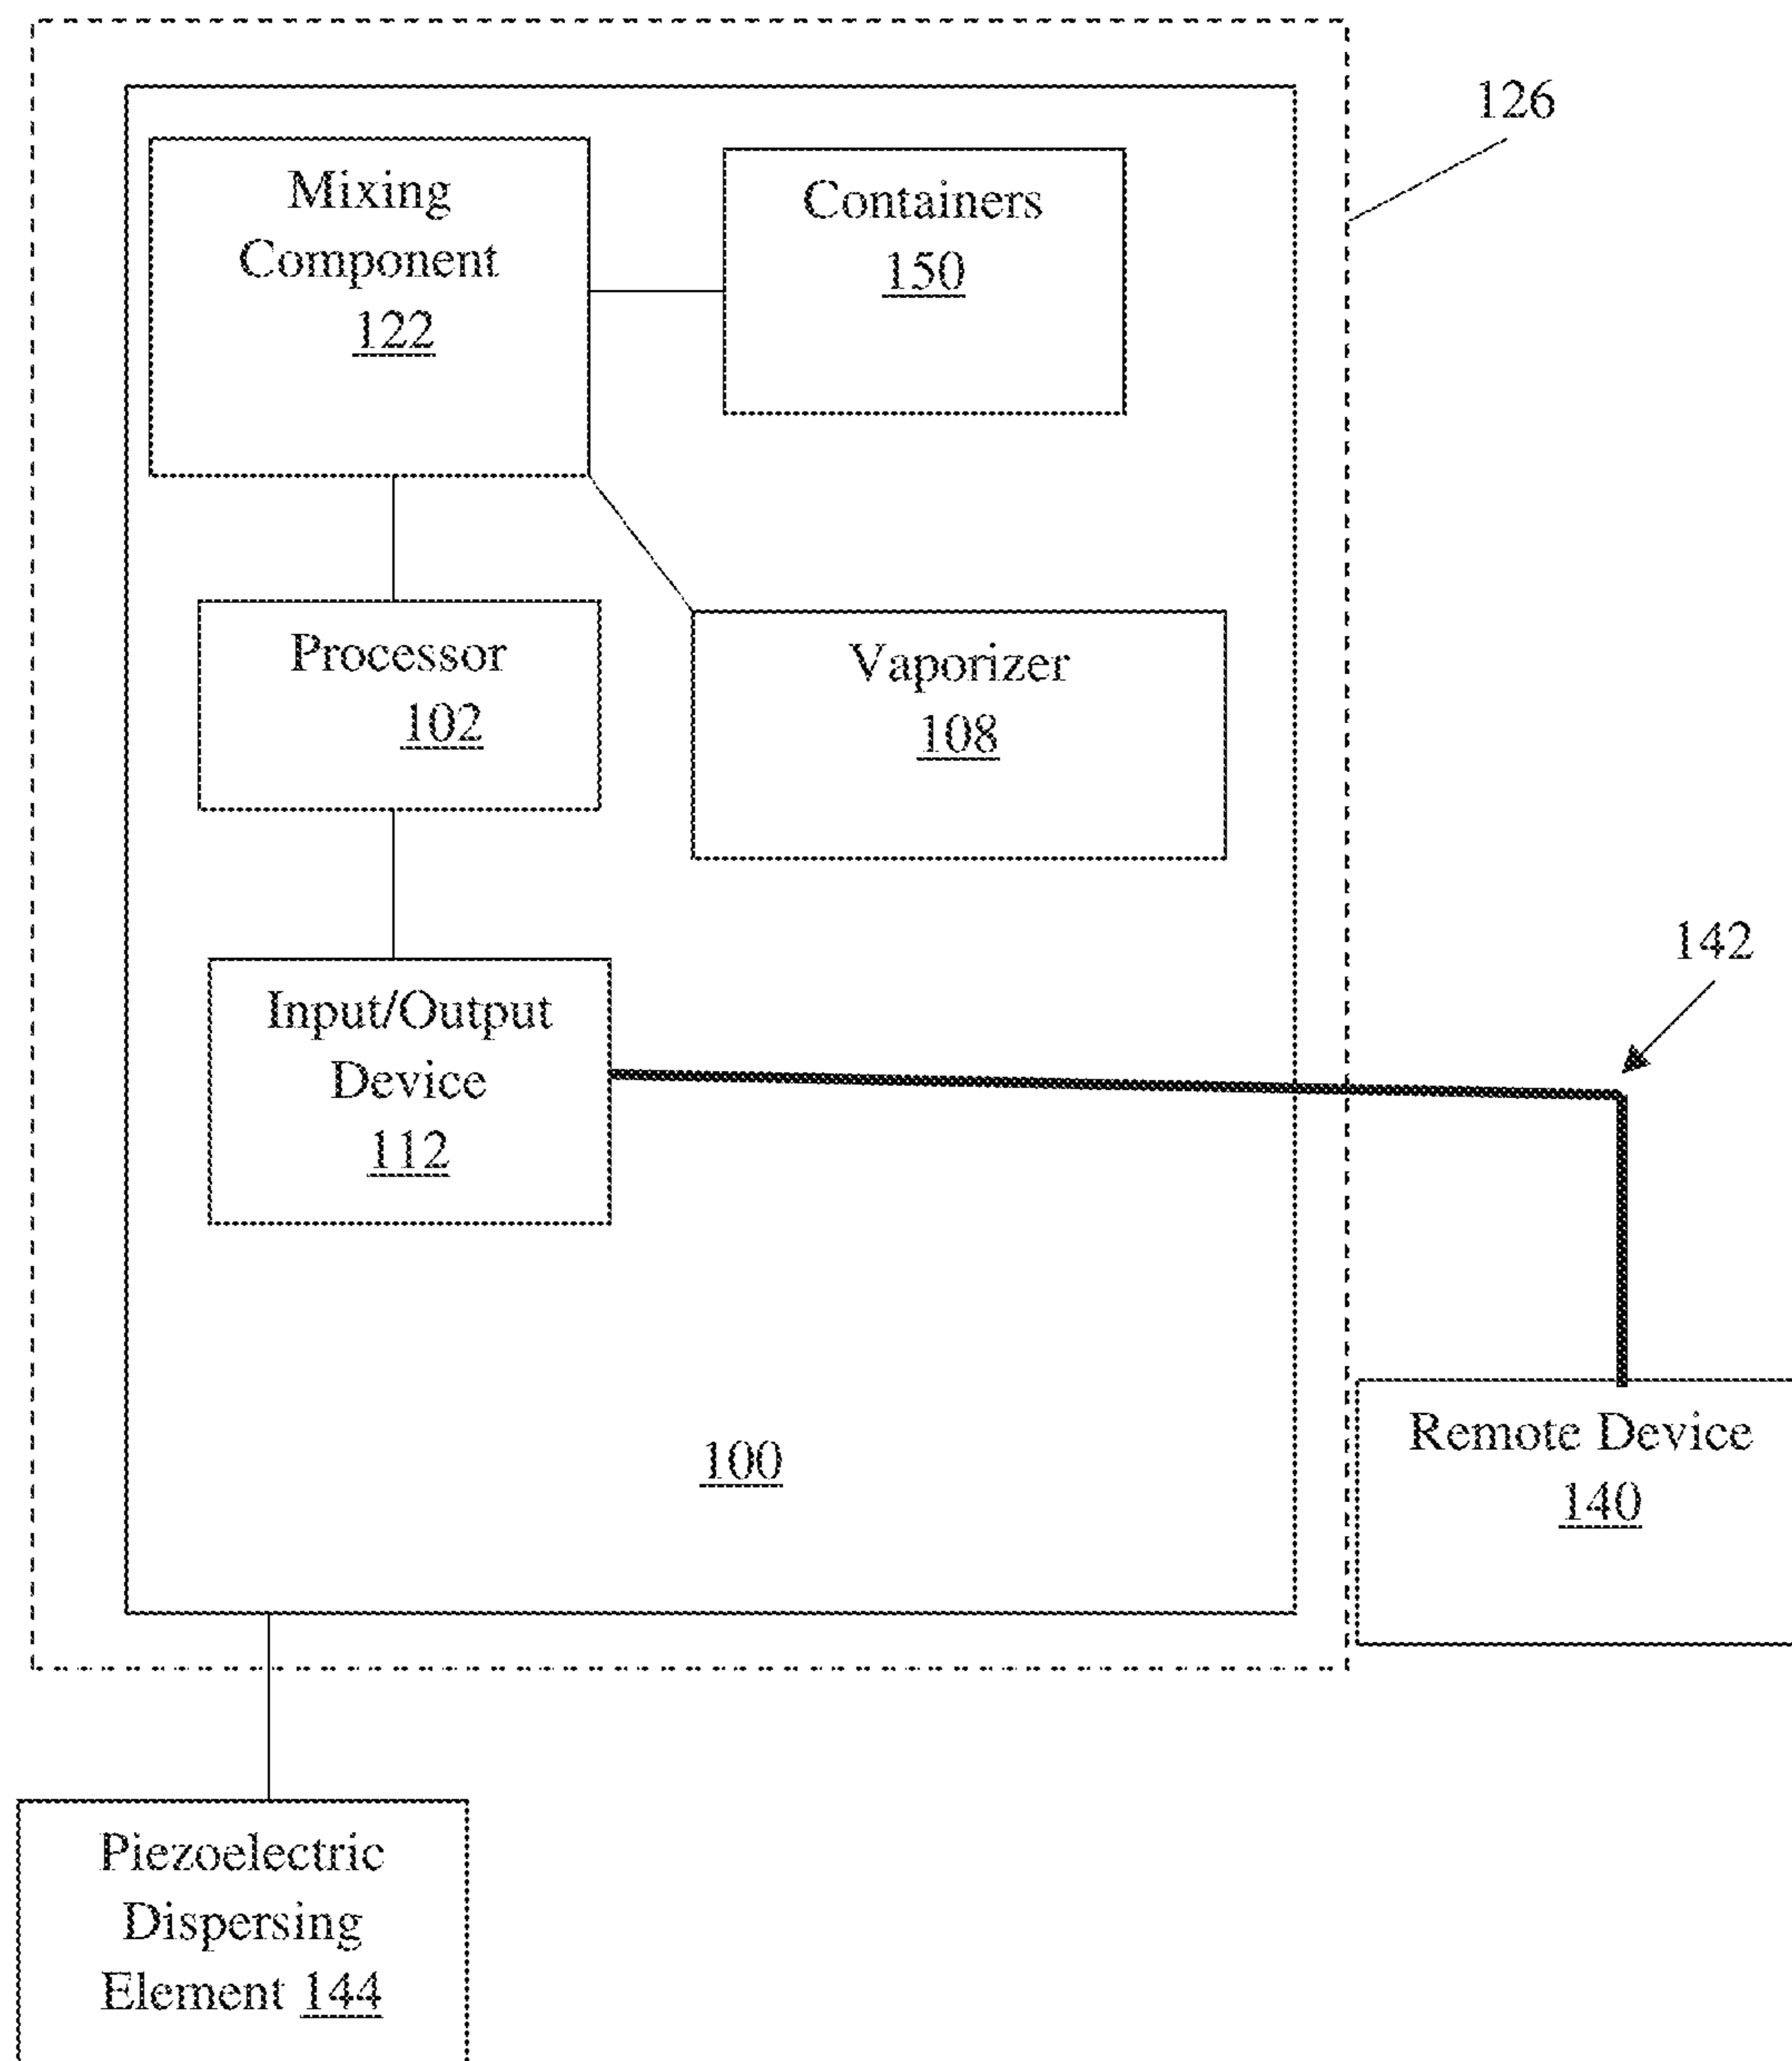 126
Mixing
Component
122
Containers
150
Processor
102
Vaporizer
108
142
Input/Output
Device
112
100
Remote Device
140
Piezoelectric
Dispersing
Element 144